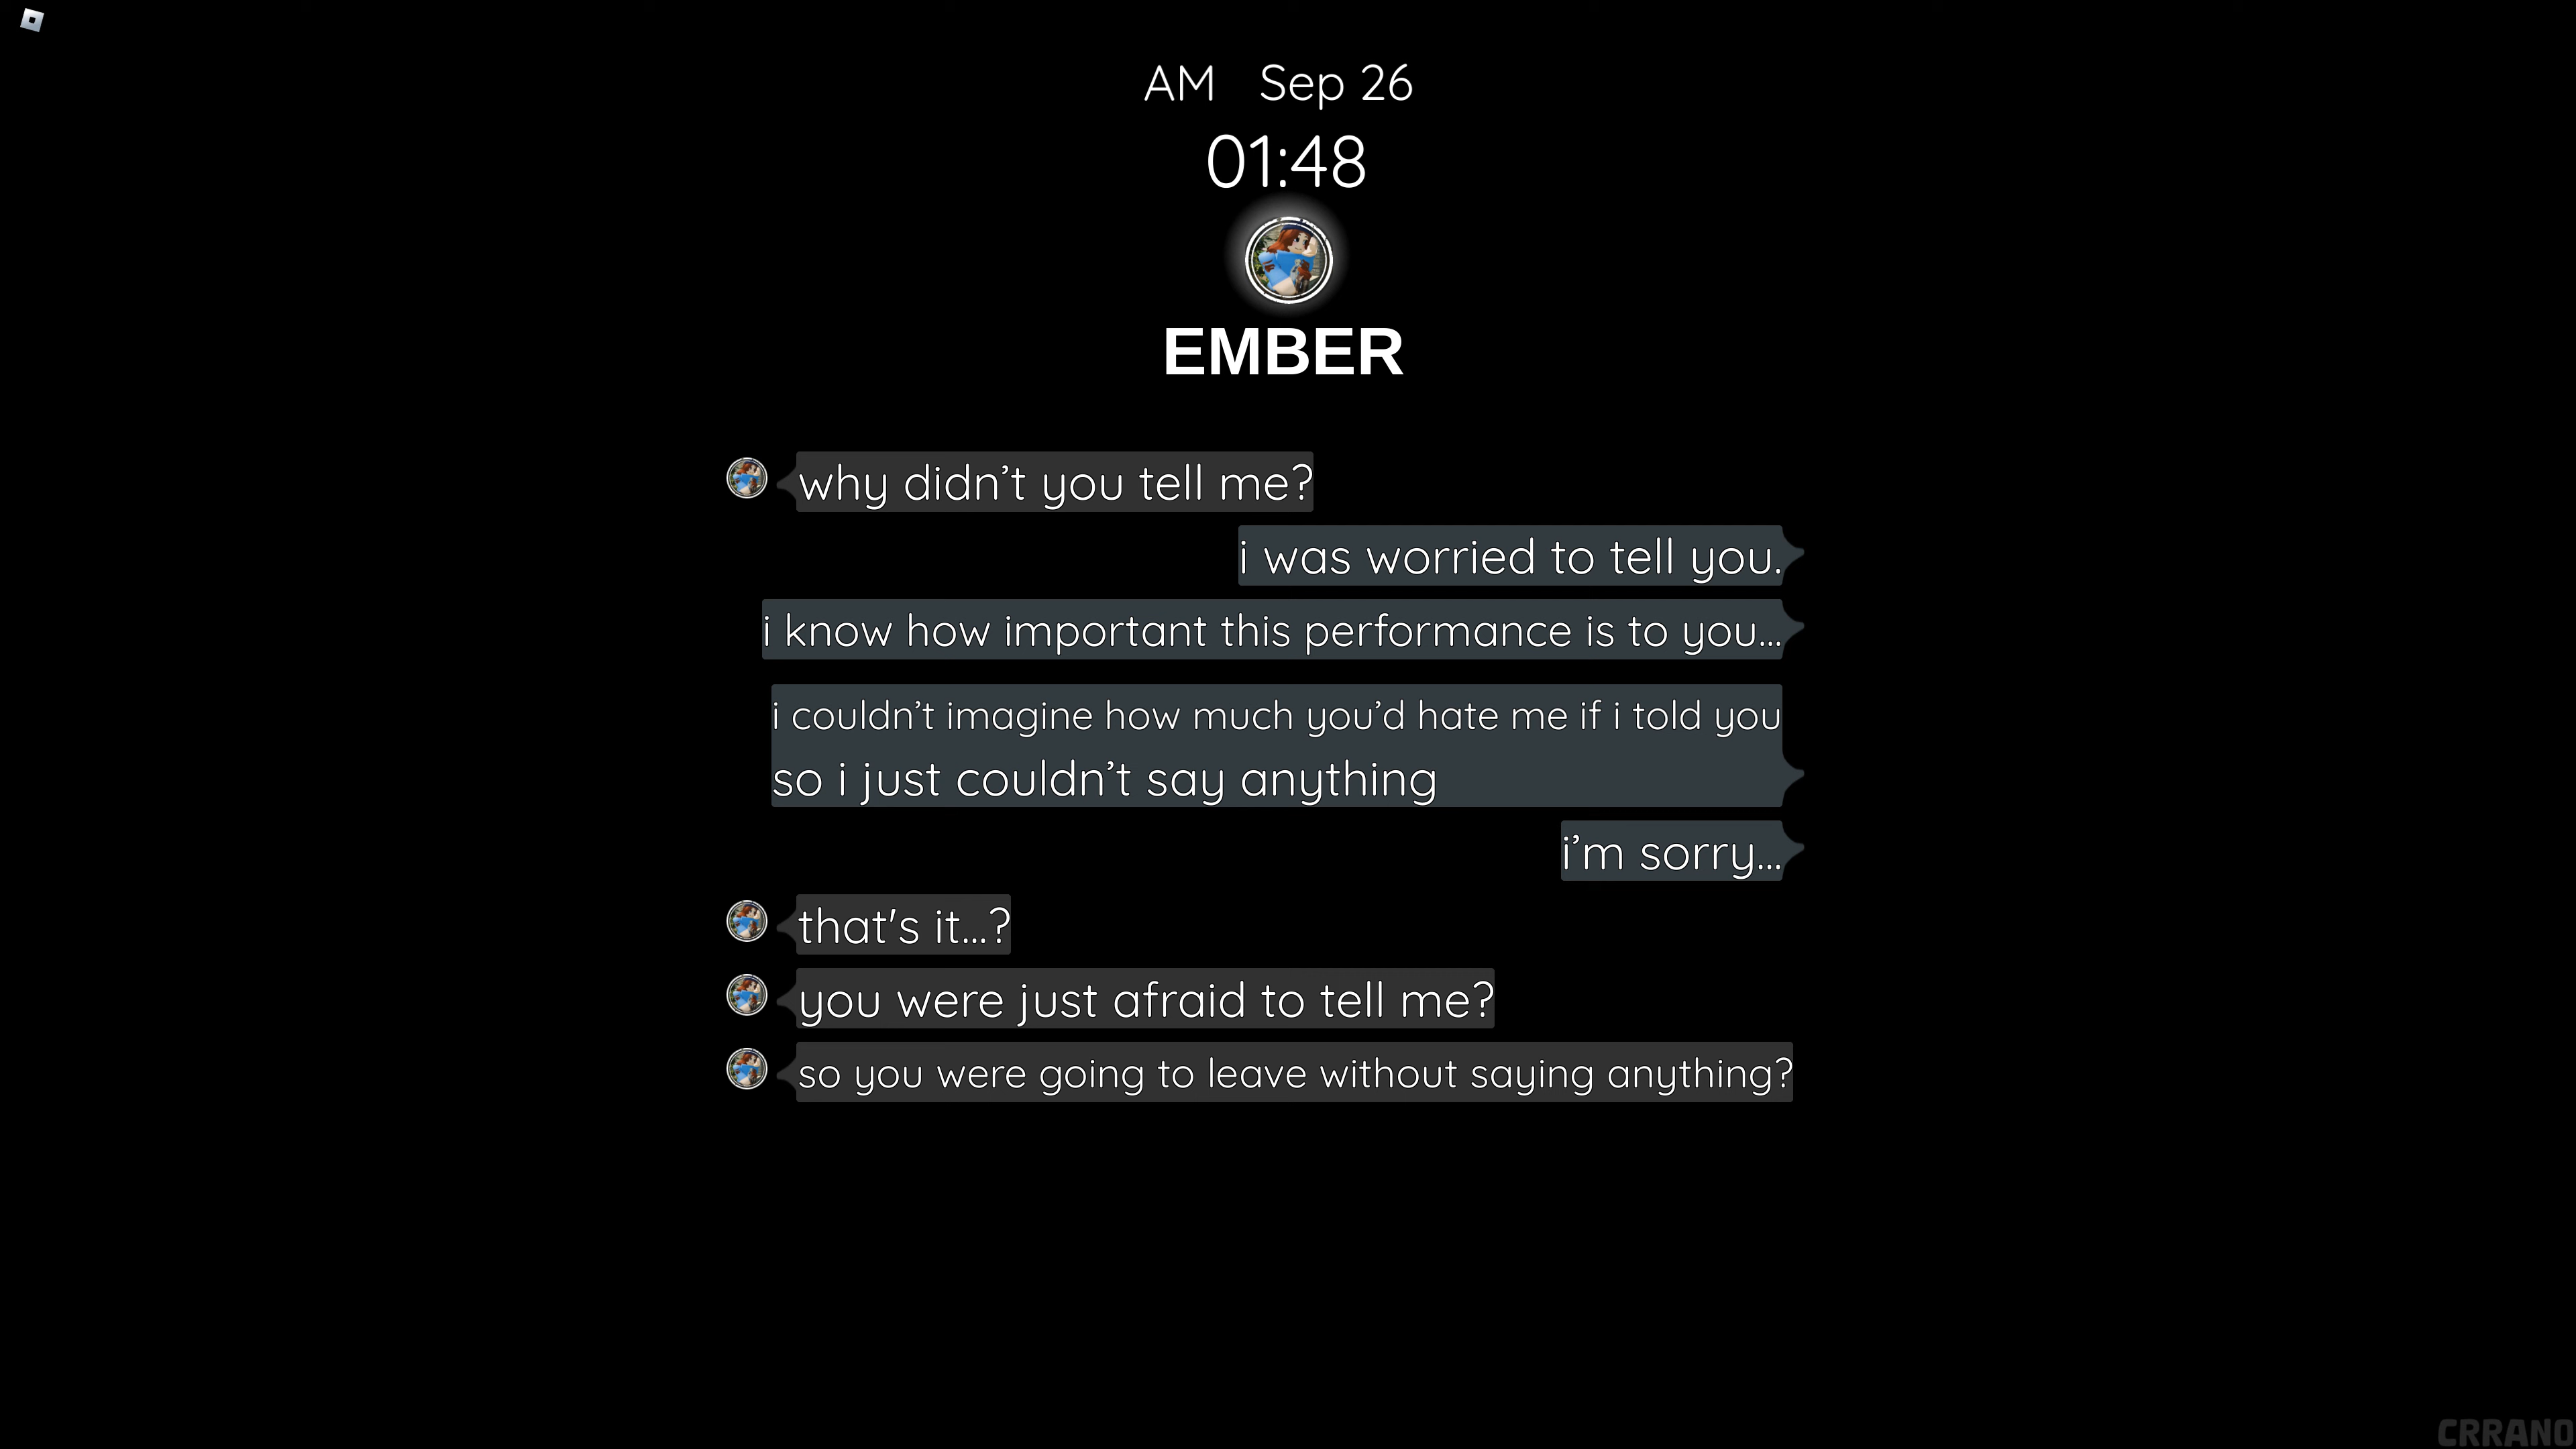 AM Sep 26
01:48
EMBER
why didn’t you tell me?
i was worried to tell you.
i know how important this performance is to you...
i couldn’t imagine how much you’d hate me if i told you
so i just couldn’t say anything
i’m sorry...
that's it...?
you were just afraid to tell me?
so you were going to leave without saying anything?
CRRANO